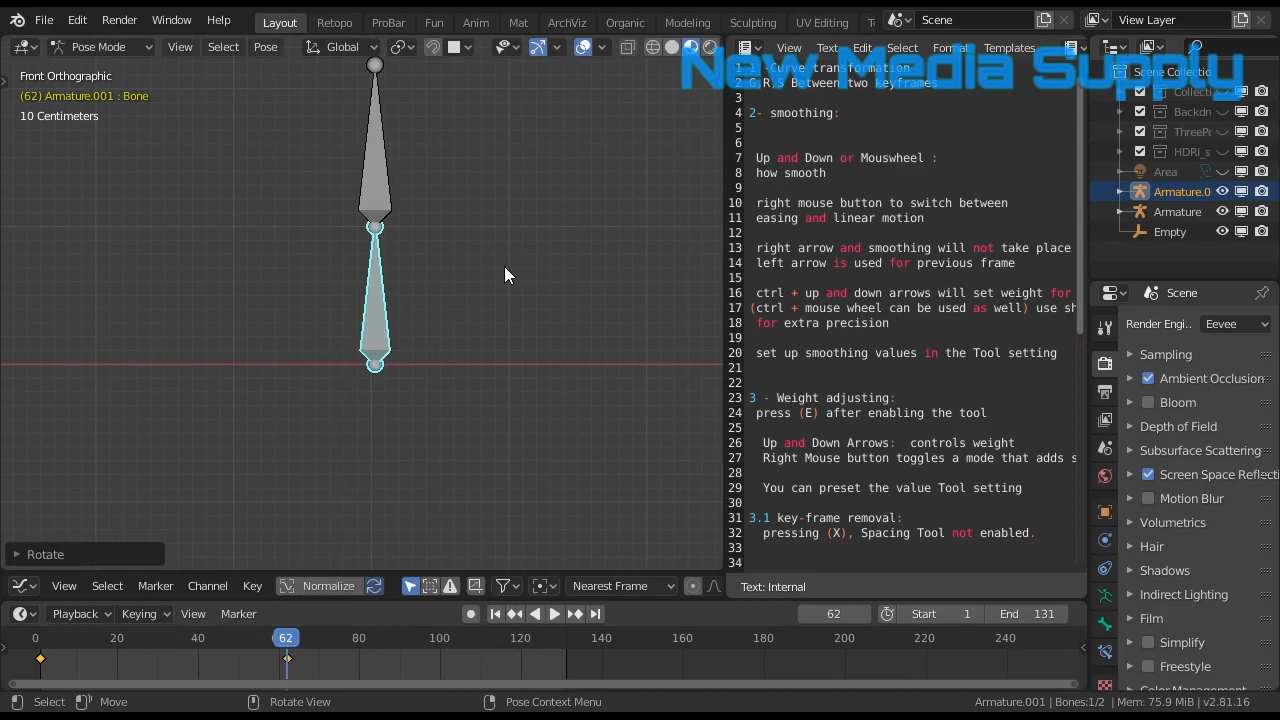 File Edit Render Window Help Layout Retopo ProBar Fun Anim Mat ArchViz Organic Modeling Sculpting UV Editing Scene View Layer
Pose Mode View Select Pose Global View Text Edit Select Format Templates
New Media Supply
Front Orthographic
(62) Armature.001 : Bone
10 Centimeters
1 1 -Curve transformation
2 G,R,S Between two keyframes
3
4 2- smoothing:
5
6
7 Up and Down or Mouswheel :
8 how smooth
9
10 right mouse button to switch between
11 easing and linear motion
12
13 right arrow and smoothing will not take place
14 left arrow is used for previous frame
15
16 ctrl + up and down arrows will set weight for
17 (ctrl + mouse wheel can be used as well) use sh
18 for extra precision
19
20 set up smoothing values in the Tool setting
21
22
23 3 - Weight adjusting:
24 press (E) after enabling the tool
25
26 Up and Down Arrows: controls weight
27 Right Mouse button toggles a mode that adds s
28
29 You can preset the value Tool setting
30
31 3.1 key-frame removal:
32 pressing (X), Spacing Tool not enabled.
33
34
Text: Internal
Scene Collectio
Collecti
Backdr
ThreePo
HDRI_s
Area
Armature.0
Armature
Empty
Scene
Render Engi.. Eevee
Sampling
Ambient Occlusion
Bloom
Depth of Field
Subsurface Scattering
Screen Space Reflecti
Motion Blur
Volumetrics
Hair
Shadows
Indirect Lighting
Film
Simplify
Freestyle
Color Management
Rotate
View Select Marker Channel Key Normalize Nearest Frame
Playback Keying View Marker 62 Start 1 End 131
0 20 40 62 80 100 120 140 160 180 200 220 240
Select Move Rotate View Pose Context Menu Armature.001 | Bones:1/2 | Mem: 75.9 MiB | v2.81.16